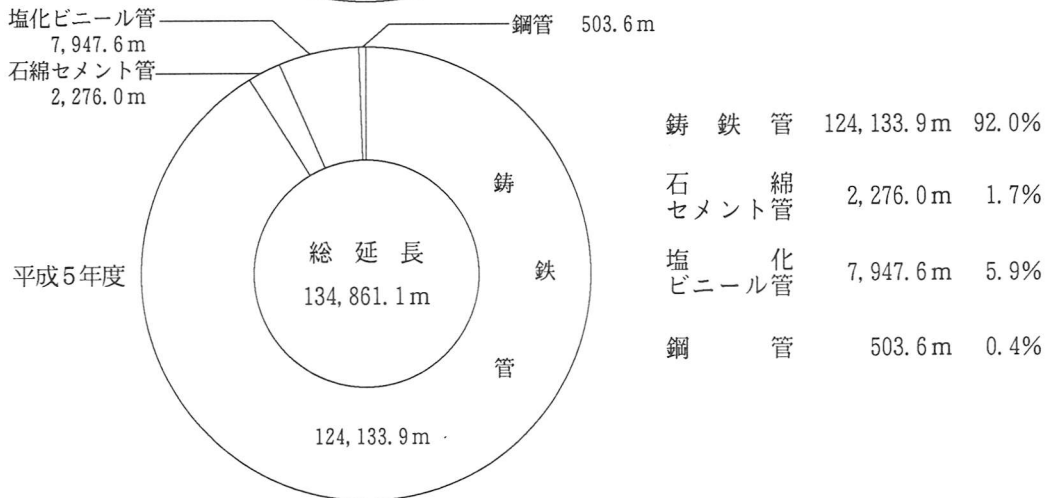 塩化ビニール管
7,947.6m
石綿セメント管
2,276.0m
鋼管 503.6m
平成5年度
総延長
134,861.1m
鋳
鉄
管
124,133.9m
鋳鉄管 124,133.9m 92.0%
石綿
セメント管 2,276.0m 1.7%
塩化
ビニール管 7,947.6m 5.9%
鋼管 503.6m 0.4%